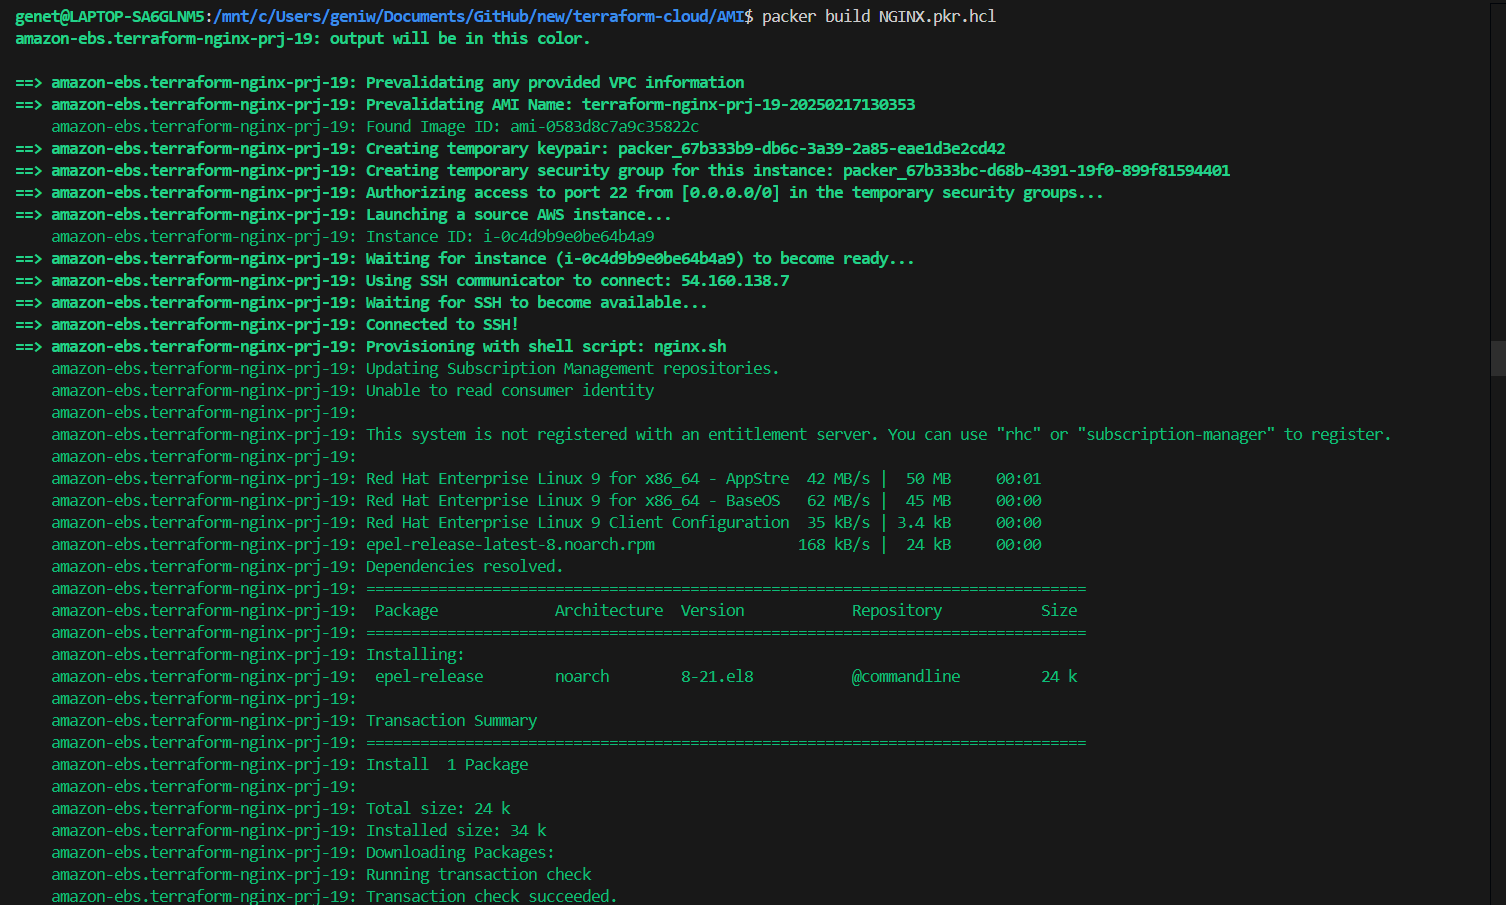 genet@LAPTOP-SA6GLNM5:/mnt/c/Users/geniw/Documents/GitHub/new/terraform-cloud/AMI$ packer build NGINX.pkr.hcl
amazon-ebs.terraform-nginx-prj-19: output will be in this color.

==> amazon-ebs.terraform-nginx-prj-19: Prevalidating any provided VPC information
==> amazon-ebs.terraform-nginx-prj-19: Prevalidating AMI Name: terraform-nginx-prj-19-20250217130353
    amazon-ebs.terraform-nginx-prj-19: Found Image ID: ami-0583d8c7a9c35822c
==> amazon-ebs.terraform-nginx-prj-19: Creating temporary keypair: packer_67b333b9-db6c-3a39-2a85-eae1d3e2cd42
==> amazon-ebs.terraform-nginx-prj-19: Creating temporary security group for this instance: packer_67b333bc-d68b-4391-19f0-899f81594401
==> amazon-ebs.terraform-nginx-prj-19: Authorizing access to port 22 from [0.0.0.0/0] in the temporary security groups...
==> amazon-ebs.terraform-nginx-prj-19: Launching a source AWS instance...
    amazon-ebs.terraform-nginx-prj-19: Instance ID: i-0c4d9b9e0be64b4a9
==> amazon-ebs.terraform-nginx-prj-19: Waiting for instance (i-0c4d9b9e0be64b4a9) to become ready...
==> amazon-ebs.terraform-nginx-prj-19: Using SSH communicator to connect: 54.160.138.7
==> amazon-ebs.terraform-nginx-prj-19: Waiting for SSH to become available...
==> amazon-ebs.terraform-nginx-prj-19: Connected to SSH!
==> amazon-ebs.terraform-nginx-prj-19: Provisioning with shell script: nginx.sh
    amazon-ebs.terraform-nginx-prj-19: Updating Subscription Management repositories.
    amazon-ebs.terraform-nginx-prj-19: Unable to read consumer identity
    amazon-ebs.terraform-nginx-prj-19:
    amazon-ebs.terraform-nginx-prj-19: This system is not registered with an entitlement server. You can use "rhc" or "subscription-manager" to register.
    amazon-ebs.terraform-nginx-prj-19:
    amazon-ebs.terraform-nginx-prj-19: Red Hat Enterprise Linux 9 for x86_64 - AppStre  42 MB/s |  50 MB     00:01
    amazon-ebs.terraform-nginx-prj-19: Red Hat Enterprise Linux 9 for x86_64 - BaseOS   62 MB/s |  45 MB     00:00
    amazon-ebs.terraform-nginx-prj-19: Red Hat Enterprise Linux 9 Client Configuration  35 kB/s | 3.4 kB     00:00
    amazon-ebs.terraform-nginx-prj-19: epel-release-latest-8.noarch.rpm                168 kB/s |  24 kB     00:00
    amazon-ebs.terraform-nginx-prj-19: Dependencies resolved.
    amazon-ebs.terraform-nginx-prj-19: ================================================================================
    amazon-ebs.terraform-nginx-prj-19:  Package             Architecture  Version            Repository           Size
    amazon-ebs.terraform-nginx-prj-19: ================================================================================
    amazon-ebs.terraform-nginx-prj-19: Installing:
    amazon-ebs.terraform-nginx-prj-19:  epel-release        noarch        8-21.el8           @commandline         24 k
    amazon-ebs.terraform-nginx-prj-19:
    amazon-ebs.terraform-nginx-prj-19: Transaction Summary
    amazon-ebs.terraform-nginx-prj-19: ================================================================================
    amazon-ebs.terraform-nginx-prj-19: Install  1 Package
    amazon-ebs.terraform-nginx-prj-19:
    amazon-ebs.terraform-nginx-prj-19: Total size: 24 k
    amazon-ebs.terraform-nginx-prj-19: Installed size: 34 k
    amazon-ebs.terraform-nginx-prj-19: Downloading Packages:
    amazon-ebs.terraform-nginx-prj-19: Running transaction check
    amazon-ebs.terraform-nginx-prj-19: Transaction check succeeded.